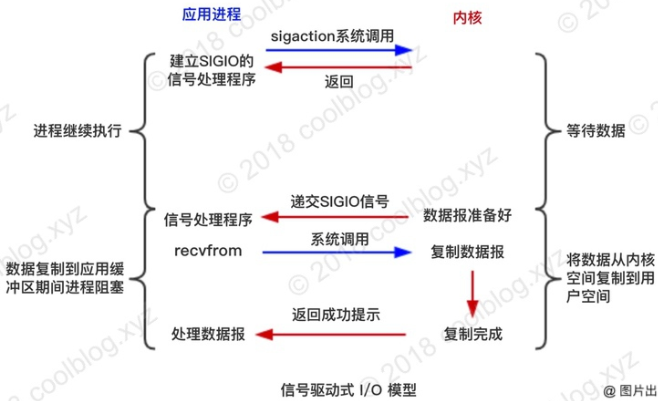 应用进程
内核
sigaction系统调用
建立SIGIO的
信号处理程序
返回
进程继续执行
等待数据
递交SIGIO信号
信号处理程序
数据报准备好
系统调用
recvfrom
复制数据报
数据复制到应用缓
冲区期间进程阻塞
将数据从内核
空间复制到用
户空间
返回成功提示
处理数据报
复制完成
信号驱动式 I/O 模型
@ 图片出
© 2018 coolblog.xyz